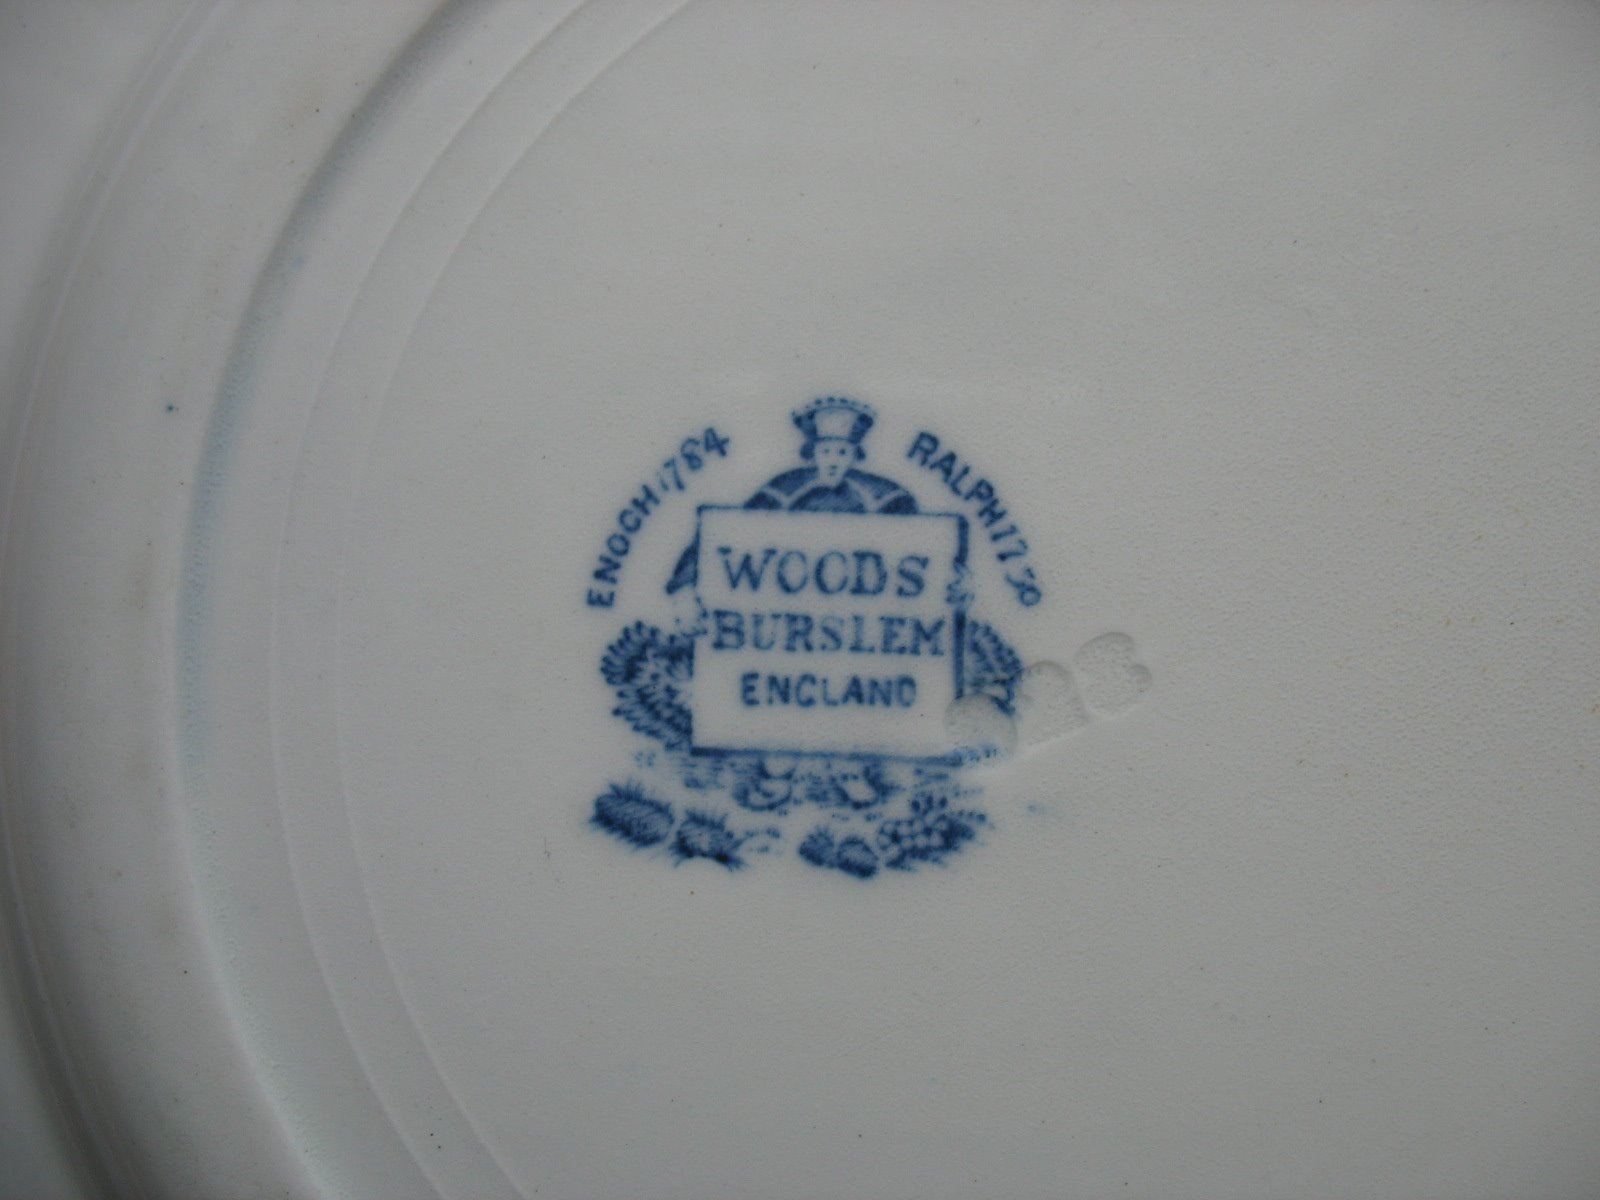 ENOCH 1784
RALPH 1750
WOODS
BURSLEM
ENGLAND